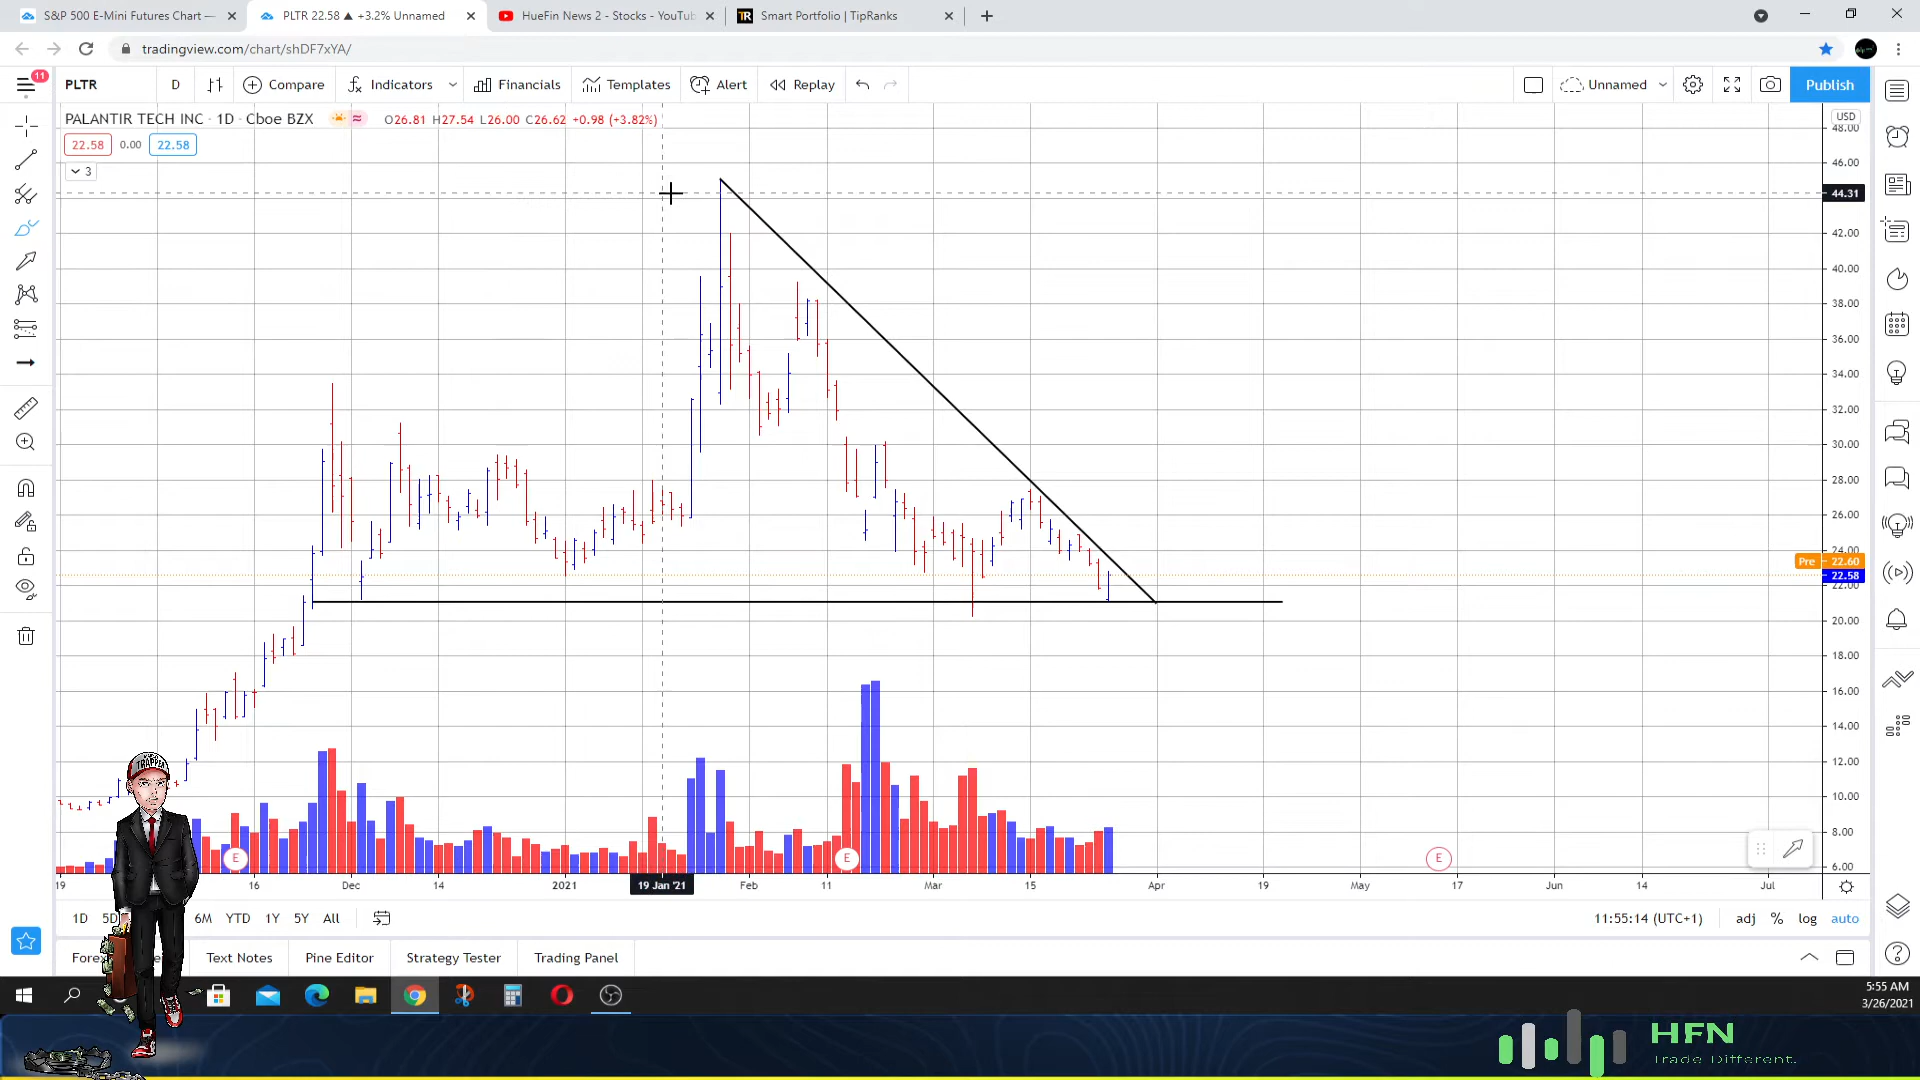 S&P 500 E-Mini Futures Chart —
PLTR 22.58 ▲ +3.2% Unnamed
HueFin News 2 - Stocks - YouTub
TR
Smart Portfolio | TipRanks
tradingview.com/chart/shDF7xYA/
11
PLTR
D
Compare
Indicators
Financials
Templates
Alert
Replay
Unnamed
Publish
PALANTIR TECH INC · 1D · Cboe BZX
O26.81 H27.54 L26.00 C26.62 +0.98 (+3.82%)
22.58 0.00 22.58
3
USD
48.00
46.00
44.31
42.00
40.00
38.00
36.00
34.00
32.00
30.00
28.00
26.00
24.00
Pre 22.60
22.58
22.00
20.00
18.00
16.00
14.00
12.00
10.00
8.00
6.00
TRAPPER
E E E
19 16 Dec 14 2021 19 Jan '21 Feb 11 Mar 15 Apr 19 May 17 Jun 14 Jul
1D 5D 6M YTD 1Y 5Y All
11:55:14 (UTC+1) adj % log auto
Text Notes Pine Editor Strategy Tester Trading Panel
5:55 AM
3/26/2021
HFN
Trade Different.